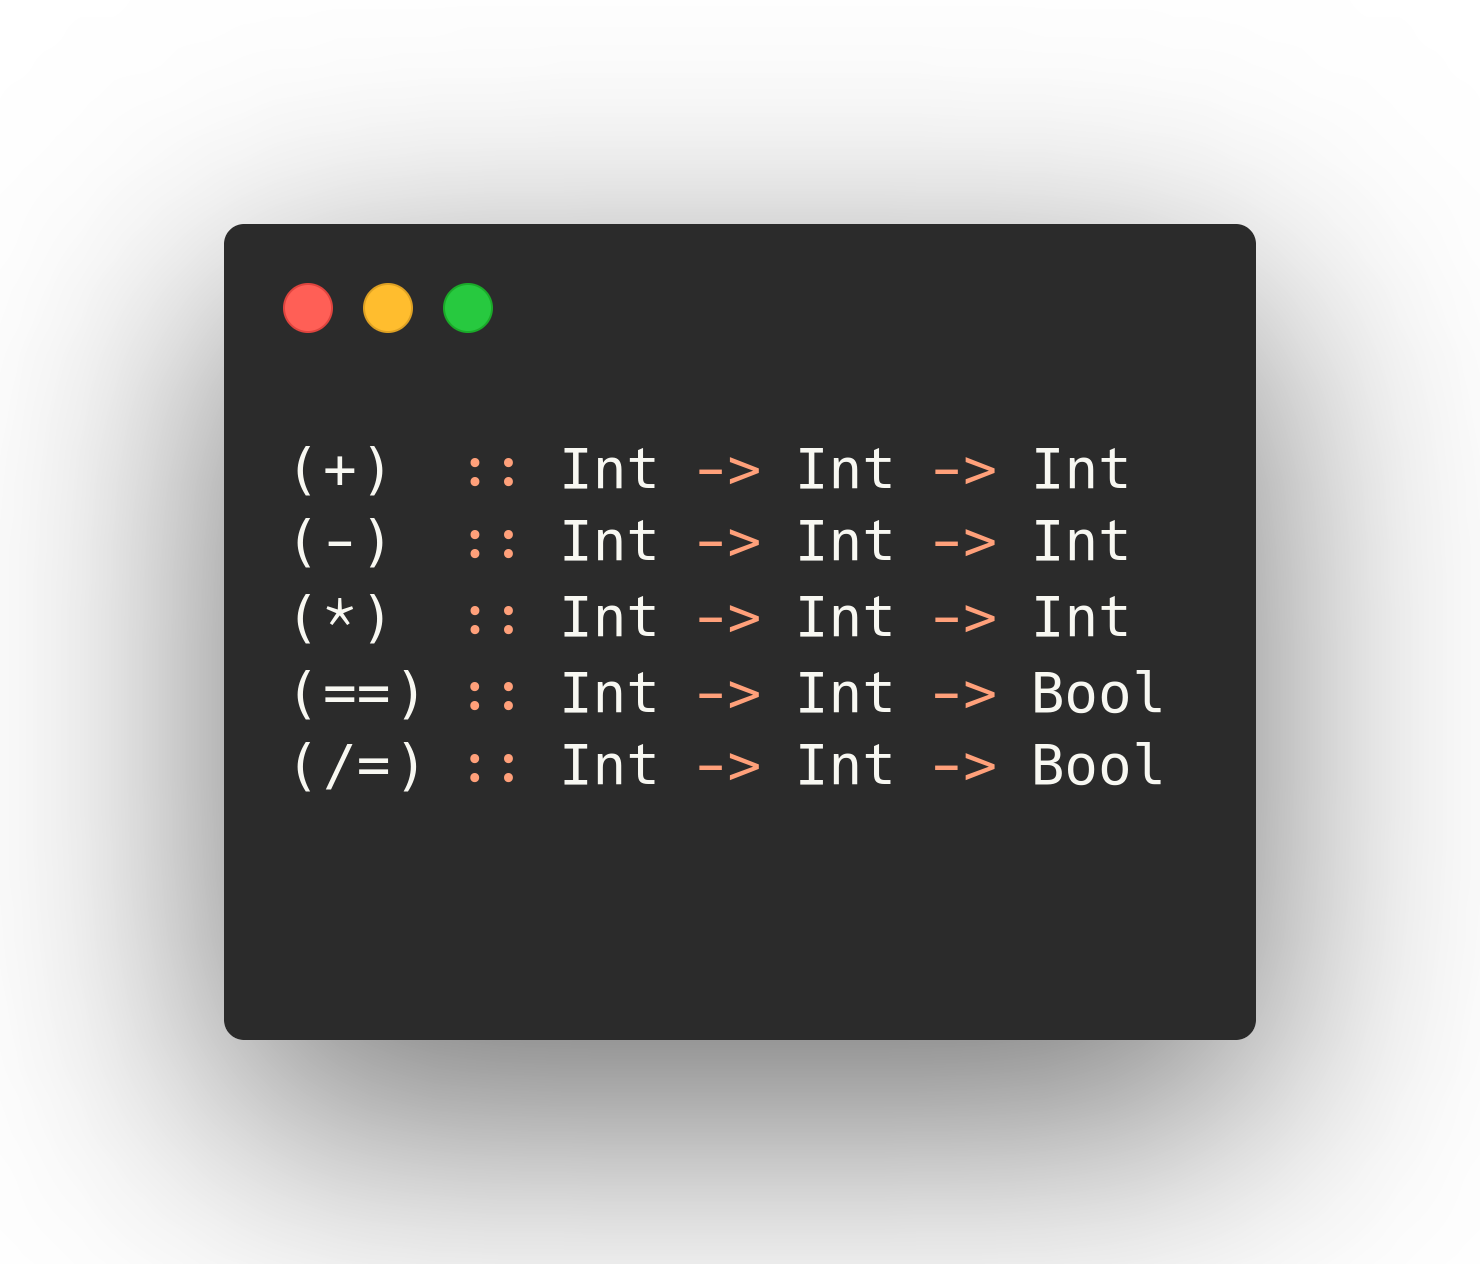 (+)  :: Int -> Int -> Int
(-)  :: Int -> Int -> Int
(*)  :: Int -> Int -> Int
(==) :: Int -> Int -> Bool
(/=) :: Int -> Int -> Bool